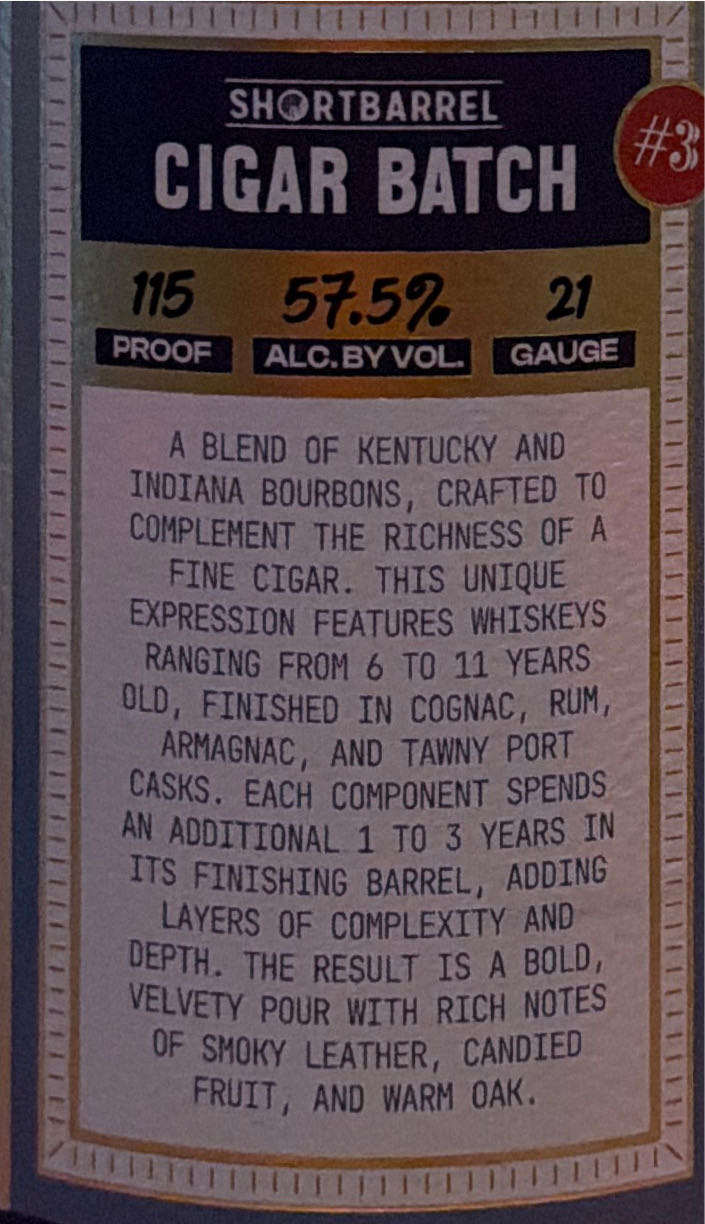 SHORTBARREL
CIGAR BATCH
#3
115 57.5% 21
PROOF ALC.BY VOL. GAUGE
A BLEND OF KENTUCKY AND
INDIANA BOURBONS, CRAFTED TO
COMPLEMENT THE RICHNESS OF A
FINE CIGAR. THIS UNIQUE
EXPRESSION FEATURES WHISKEYS
RANGING FROM 6 TO 11 YEARS
OLD, FINISHED IN COGNAC, RUM,
ARMAGNAC, AND TAWNY PORT
CASKS. EACH COMPONENT SPENDS
AN ADDITIONAL 1 TO 3 YEARS IN
ITS FINISHING BARREL, ADDING
LAYERS OF COMPLEXITY AND
DEPTH. THE RESULT IS A BOLD,
VELVETY POUR WITH RICH NOTES
OF SMOKY LEATHER, CANDIED
FRUIT, AND WARM OAK.